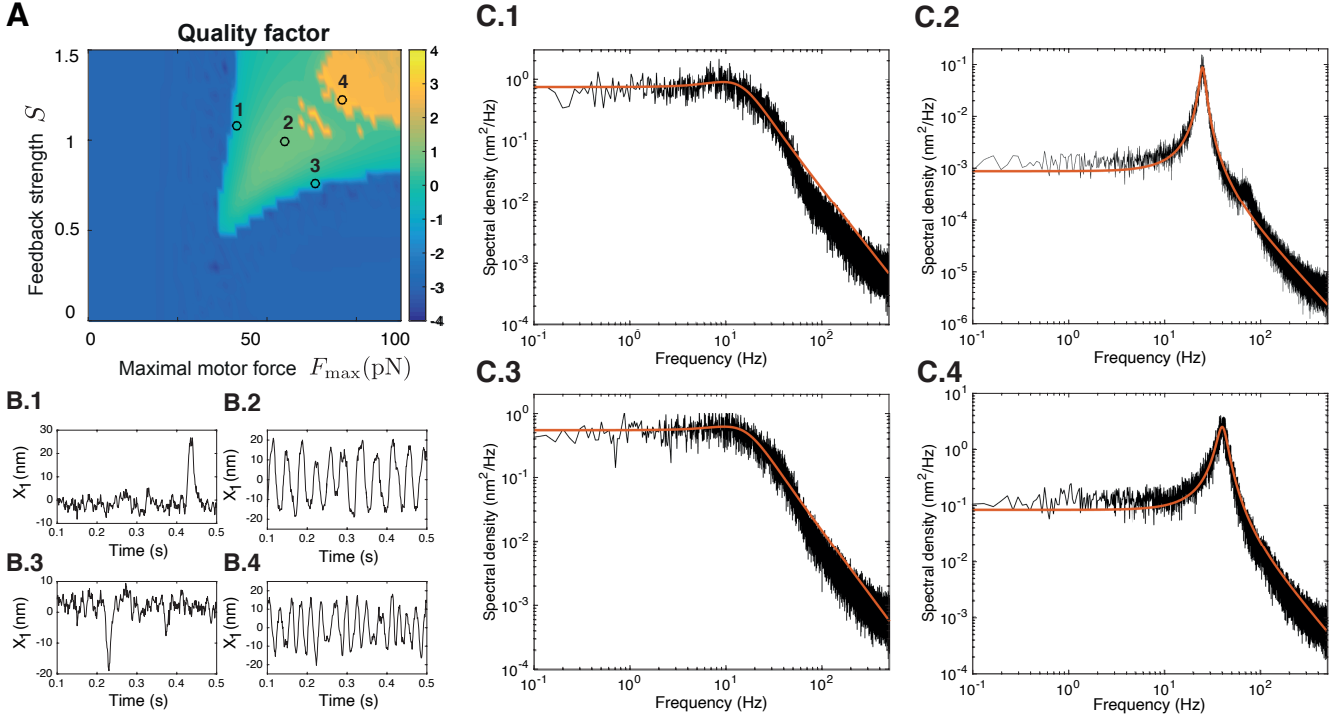 A
Quality factor
1.5
1
0.5
0
Feedback strength S
1
2
3
4
4
3
2
1
0
-1
-2
-3
-4
0
50
100
Maximal motor force F_max(pN)
B.1
30
20
10
0
-10
X_1 (nm)
0.1 0.2 0.3 0.4 0.5
Time (s)
B.2
20
10
0
-10
-20
X_1 (nm)
0.1 0.2 0.3 0.4 0.5
Time (s)
B.3
10
0
-10
-20
X_1 (nm)
0.1 0.2 0.3 0.4 0.5
Time (s)
B.4
20
10
0
-10
-20
X_1 (nm)
0.1 0.2 0.3 0.4 0.5
Time (s)
C.1
10^0
10^-1
10^-2
10^-3
10^-4
Spectral density (nm^2/Hz)
10^-1 10^0 10^1 10^2
Frequency (Hz)
C.2
10^-1
10^-2
10^-3
10^-4
10^-5
10^-6
Spectral density (nm^2/Hz)
10^-1 10^0 10^1 10^2
Frequency (Hz)
C.3
10^0
10^-1
10^-2
10^-3
10^-4
Spectral density (nm^2/Hz)
10^-1 10^0 10^1 10^2
Frequency (Hz)
C.4
10^1
10^0
10^-1
10^-2
10^-3
10^-4
Spectral density (nm^2/Hz)
10^-1 10^0 10^1 10^2
Frequency (Hz)